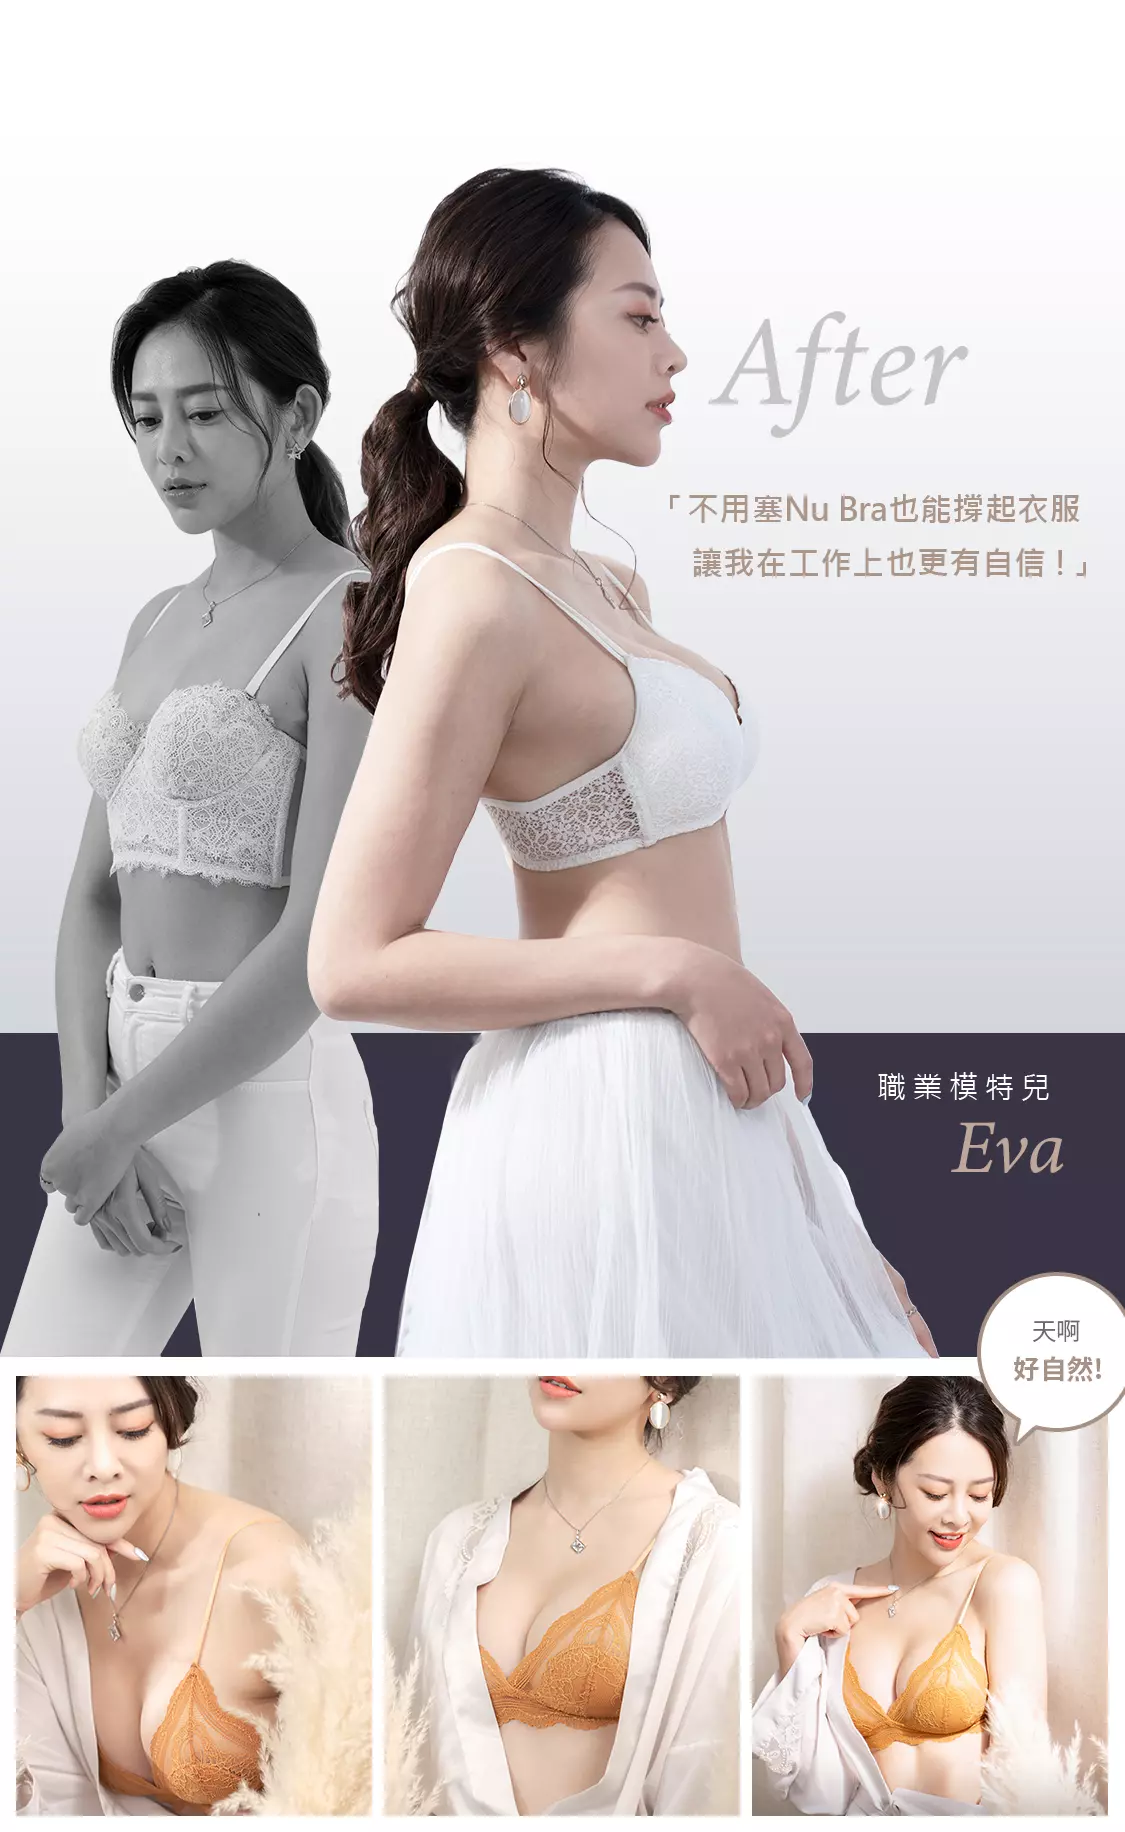 After
「不用塞Nu Bra也能撐起衣服
讓我在工作上也更有自信！」
職業模特兒
Eva
天啊
好自然!